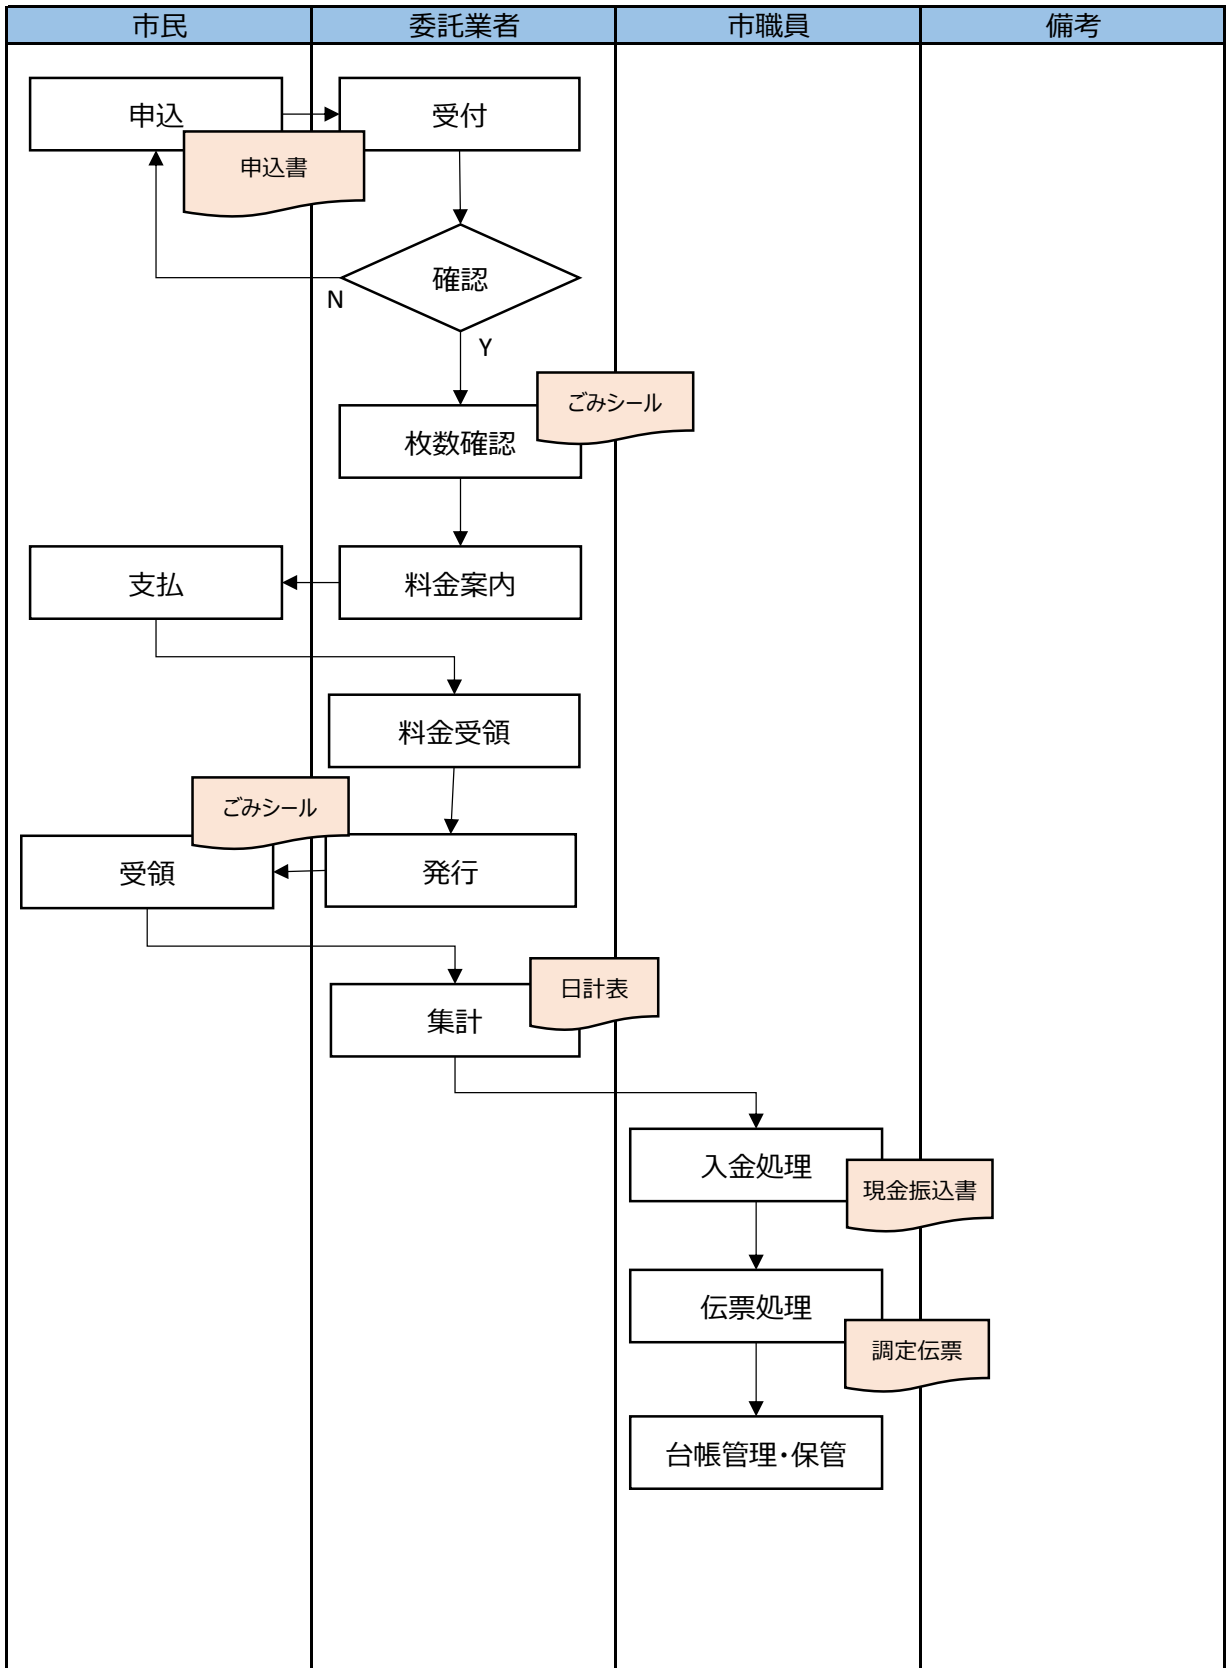 市民
委託業者
市職員
備考
申込
受付
申込書
確認
N
Y
ごみシール
枚数確認
支払
料金案内
料金受領
ごみシール
受領
発行
日計表
集計
入金処理
現金振込書
伝票処理
調定伝票
台帳管理・保管